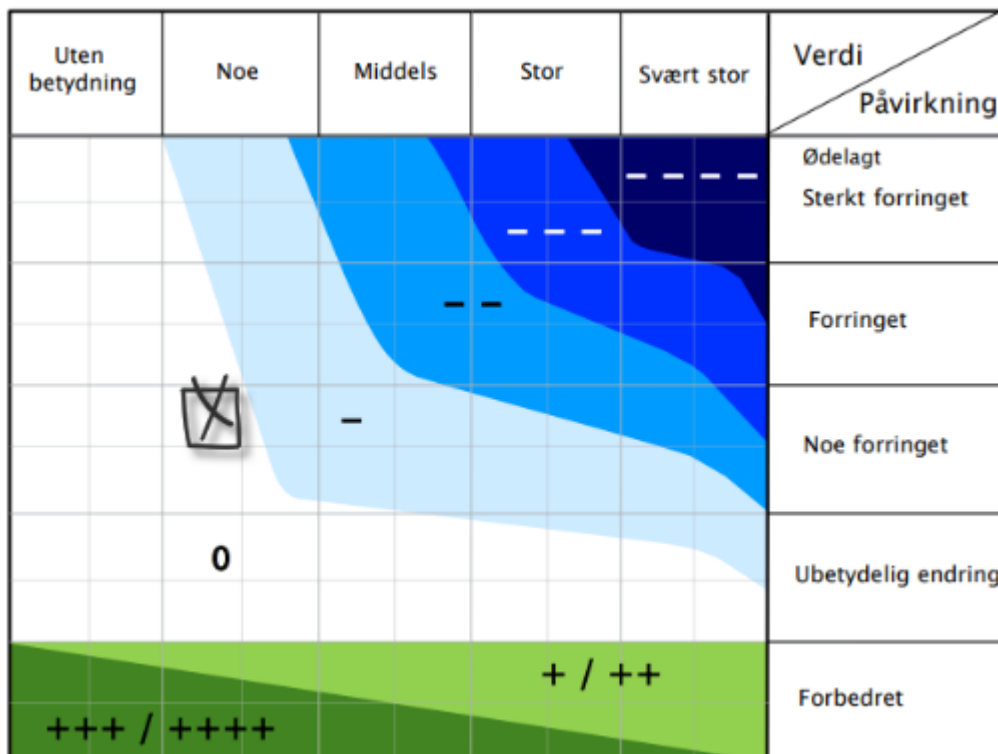 Uten
betydning
Noe
Middels
Stor
Svært stor
Verdi
Påvirkning
Ødelagt
Sterkt forringet
– – – –
– – –
Forringet
– –
X
–
Noe forringet
0
Ubetydelig endring
+ / ++
Forbedret
+++ / ++++